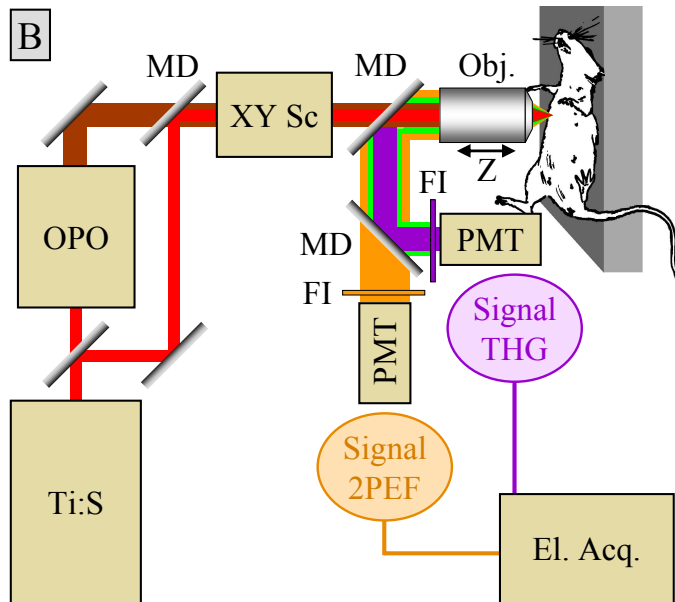 B
MD
MD
Obj.
XY Sc
Z
FI
OPO
MD
PMT
FI
Signal
THG
PMT
Signal
2PEF
Ti:S
El. Acq.